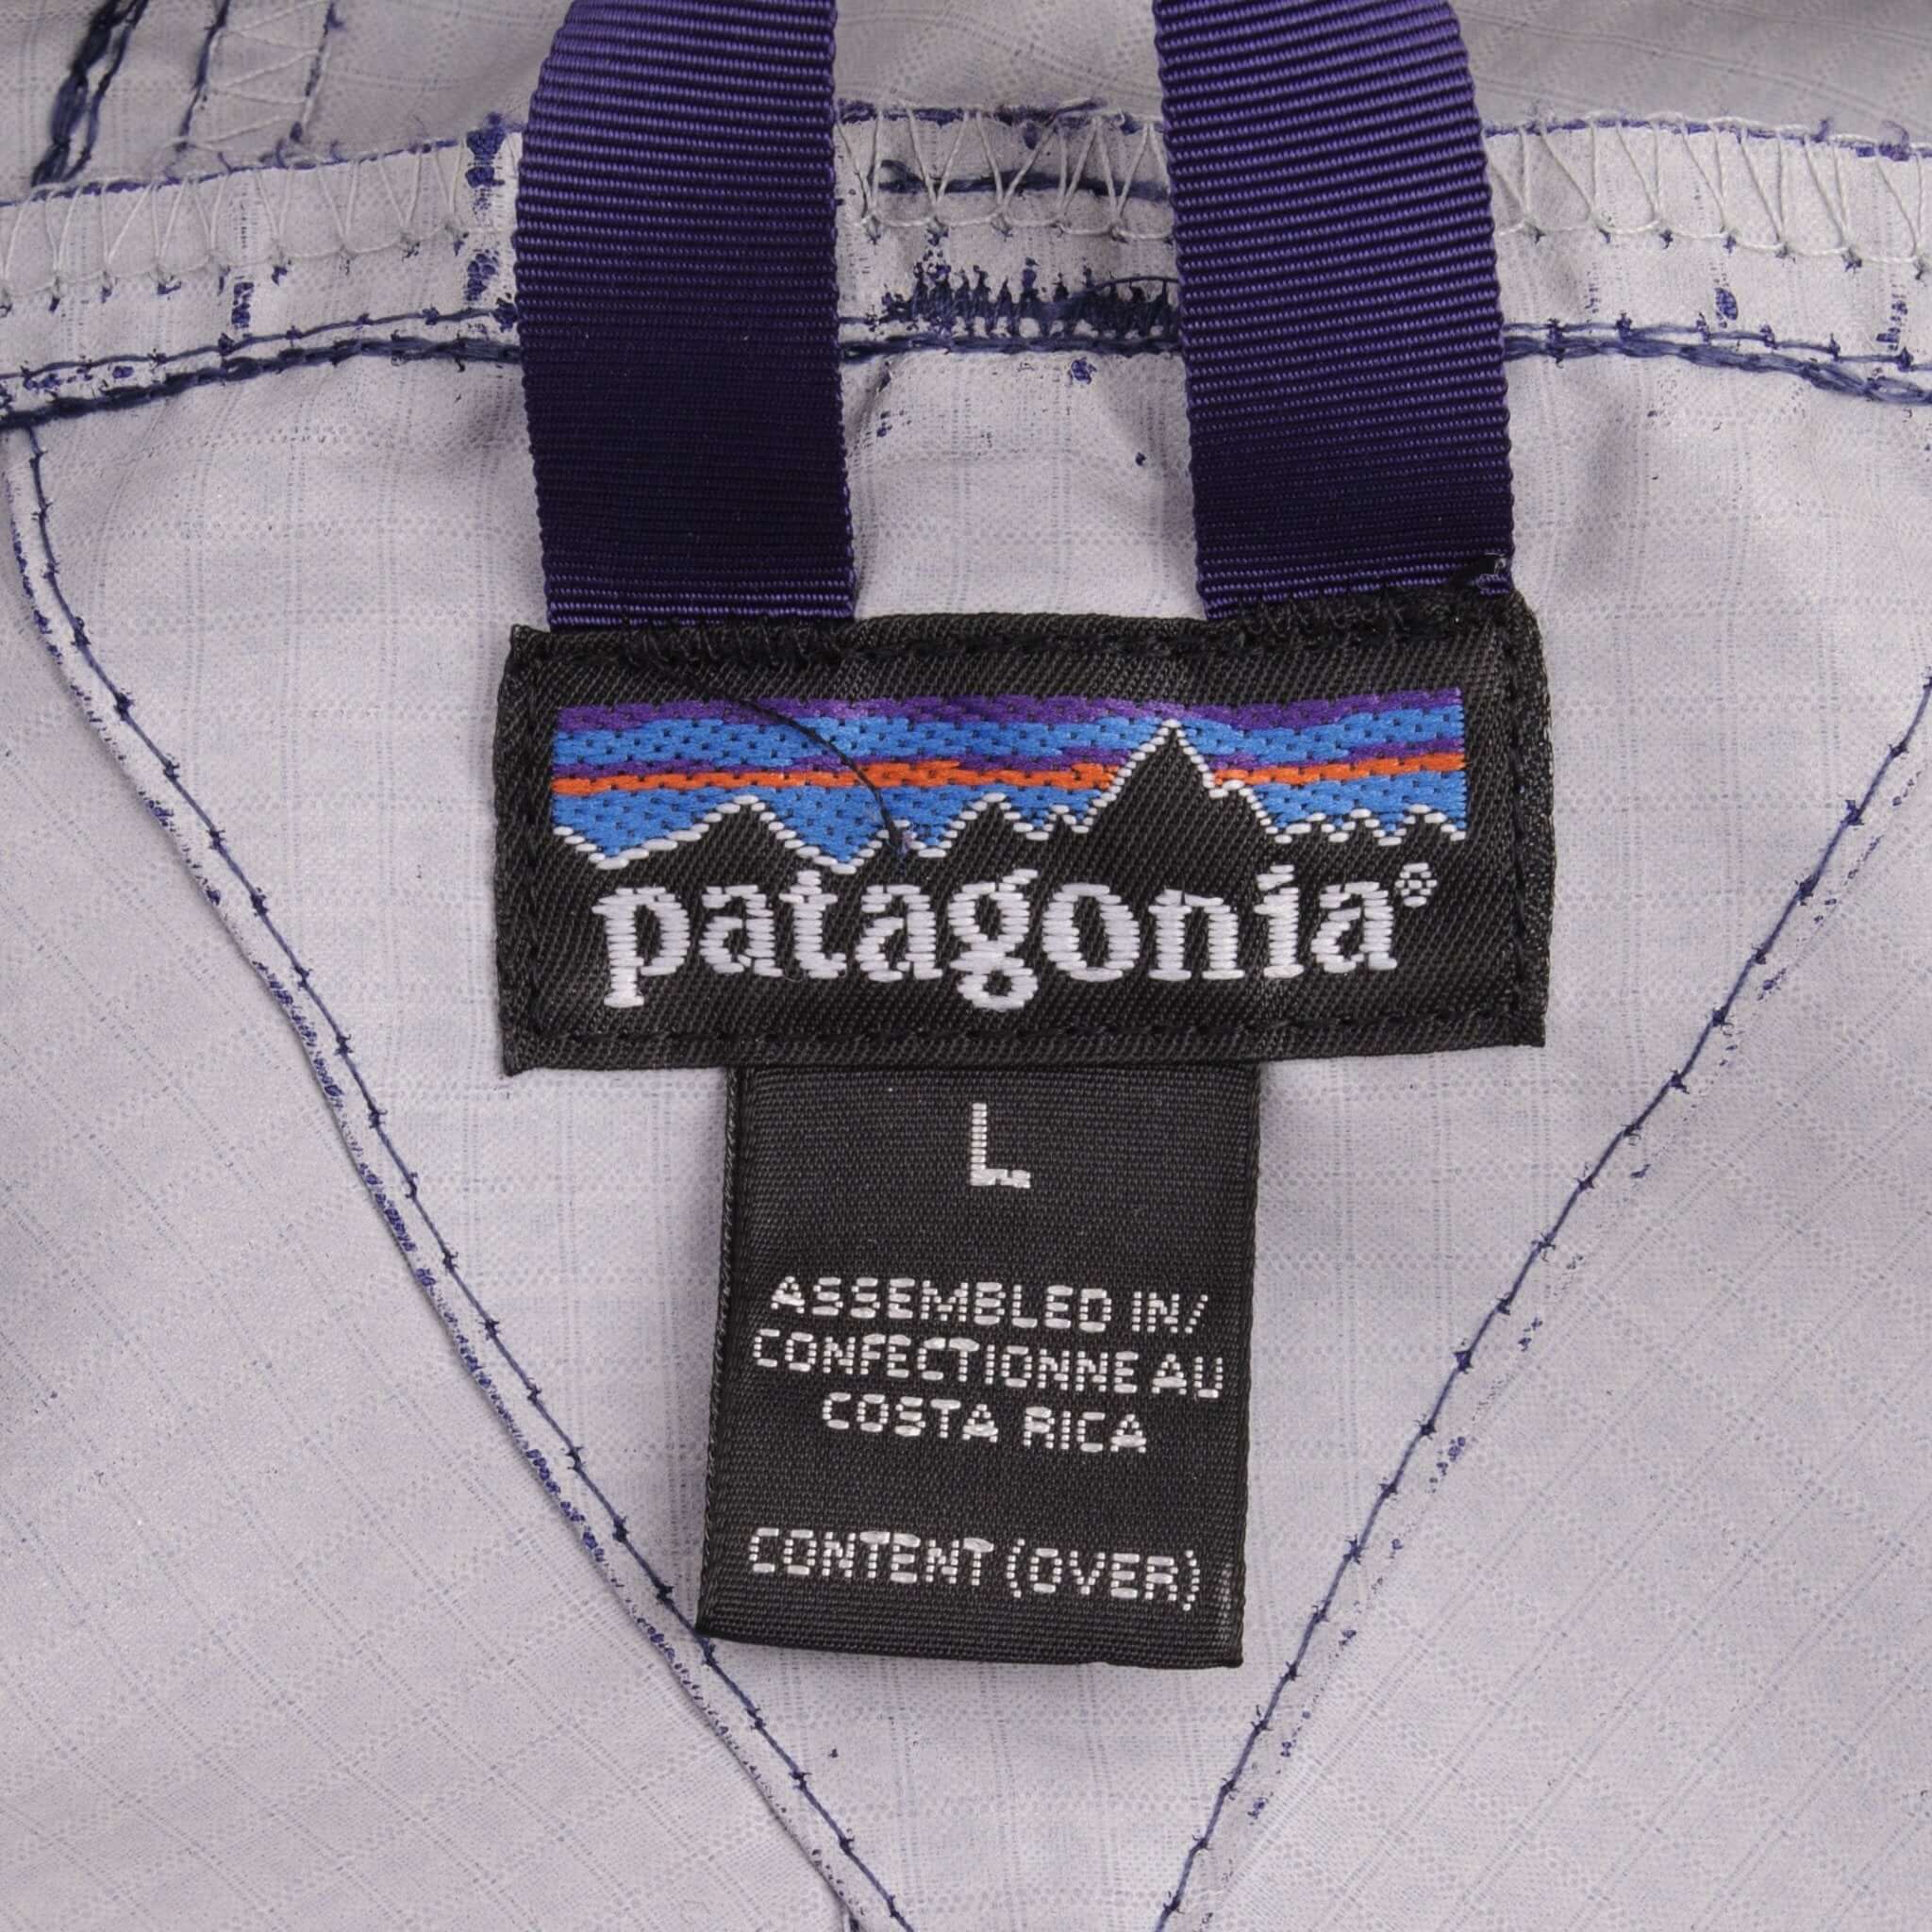 patagonia®
L
ASSEMBLED IN/
CONFECTIONNE AU
COSTA RICA
CONTENT (OVER)